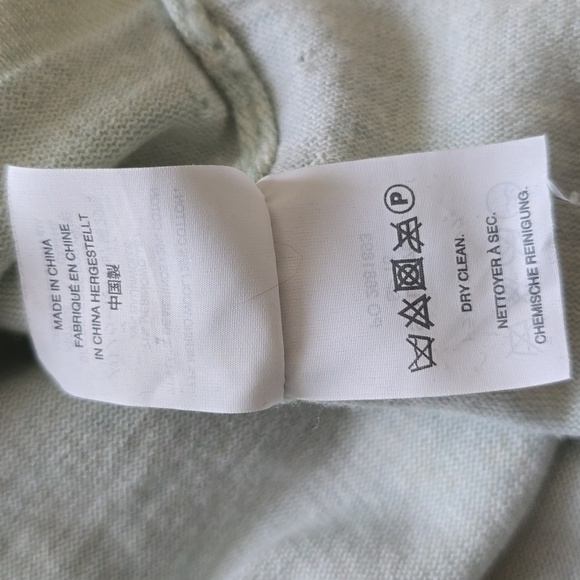 MADE IN CHINA
FABRIQUÉ EN CHINE
IN CHINA HERGESTELLT
中国製
P
DRY CLEAN.
NETTOYER À SEC.
CHEMISCHE REINIGUNG.